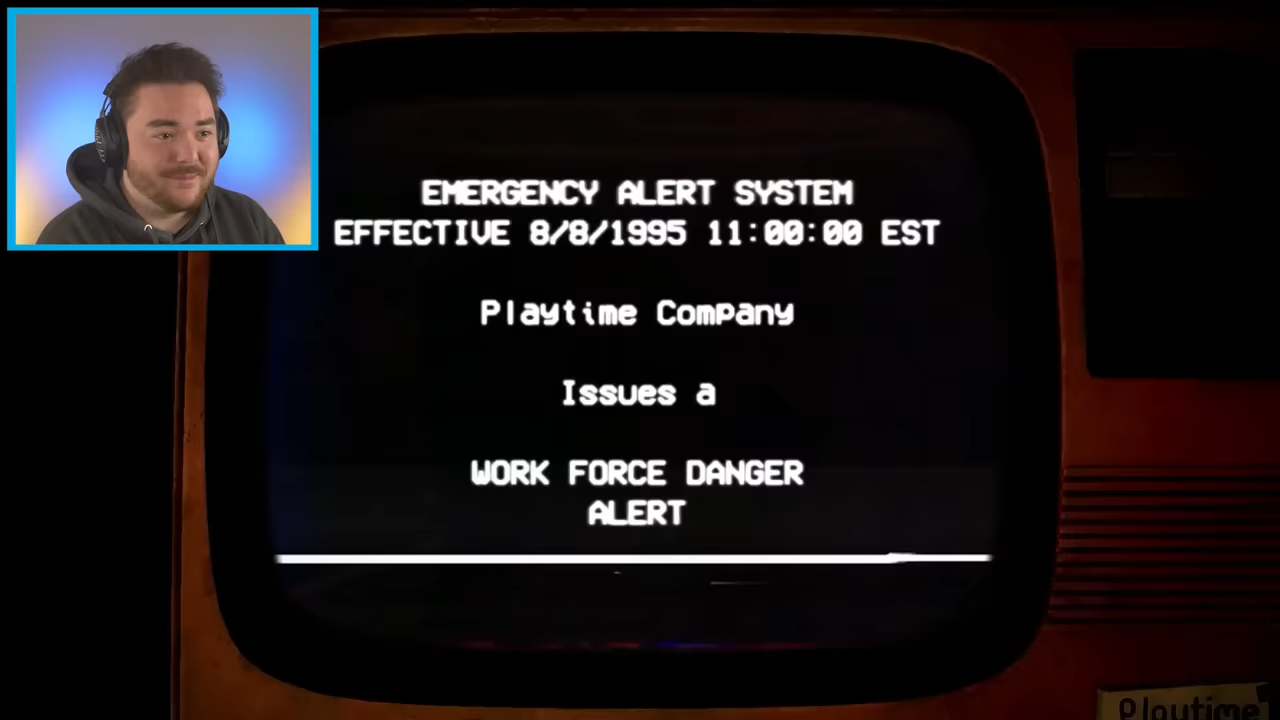 EMERGENCY ALERT SYSTEM
EFFECTIVE 8/8/1995 11:00:00 EST
Playtime Company
Issues a
WORK FORCE DANGER
ALERT
Playtime